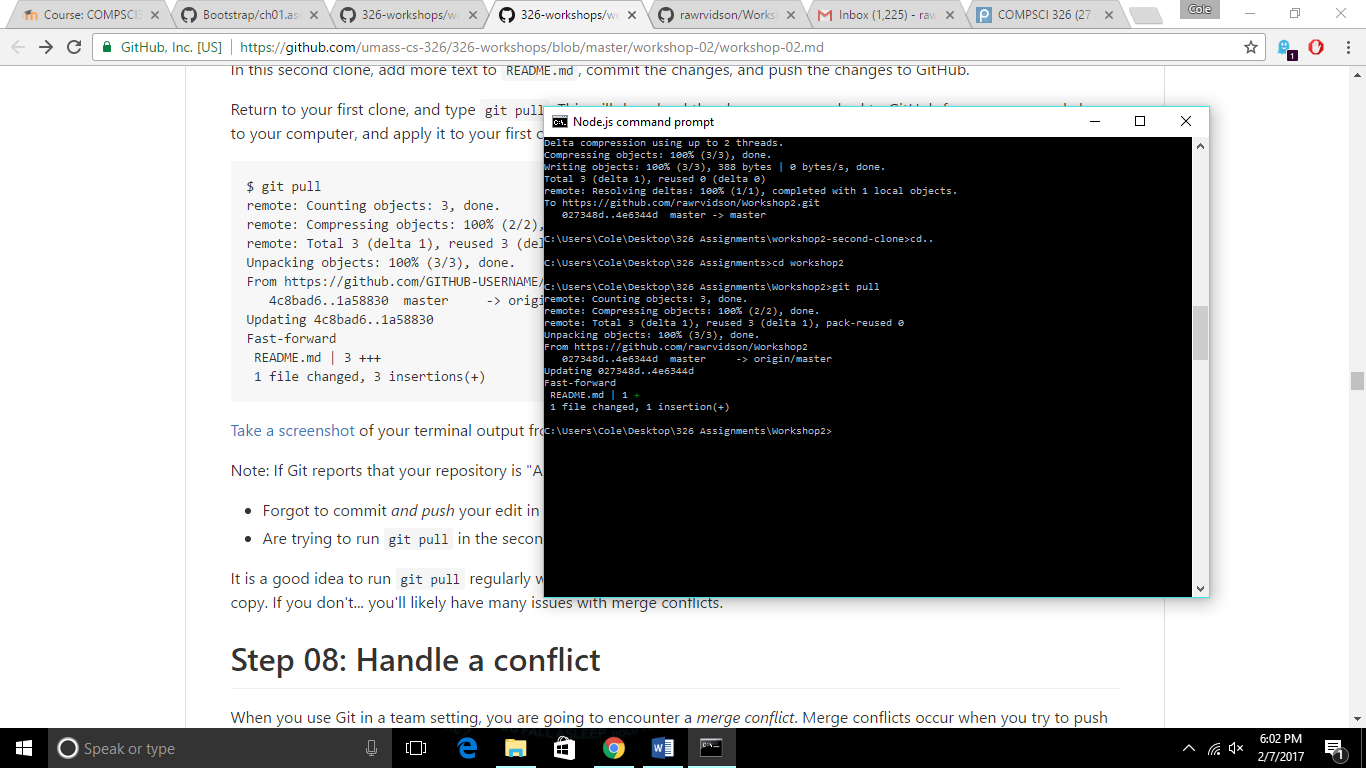 Course: COMPSCI3
Bootstrap/ch01.as
326-workshops/w
326-workshops/wo
rawrvidson/Works
Inbox (1,225) - raw
COMPSCI 326 (27
Cole
GitHub, Inc. [US]
https://github.com/umass-cs-326/326-workshops/blob/master/workshop-02/workshop-02.md
1
In this second clone, add more text to README.md , commit the changes, and push the changes to GitHub.
Return to your first clone, and type git pull
to your computer, and apply it to your first c
$ git pull
remote: Counting objects: 3, done.
remote: Compressing objects: 100% (2/2),
remote: Total 3 (delta 1), reused 3 (del
Unpacking objects: 100% (3/3), done.
From https://github.com/GITHUB-USERNAME/
4c8bad6..1a58830 master -> origi
Updating 4c8bad6..1a58830
Fast-forward
README.md | 3 +++
1 file changed, 3 insertions(+)
Take a screenshot of your terminal output fro
Note: If Git reports that your repository is "A
• Forgot to commit and push your edit in
• Are trying to run git pull in the secon
It is a good idea to run git pull regularly w
copy. If you don't... you'll likely have many issues with merge conflicts.
Step 08: Handle a conflict
When you use Git in a team setting, you are going to encounter a merge conflict. Merge conflicts occur when you try to push
Node.js command prompt
Delta compression using up to 2 threads.
Compressing objects: 100% (3/3), done.
Writing objects: 100% (3/3), 388 bytes | 0 bytes/s, done.
Total 3 (delta 1), reused 0 (delta 0)
remote: Resolving deltas: 100% (1/1), completed with 1 local objects.
To https://github.com/rawrvidson/Workshop2.git
027348d..4e6344d master -> master
C:\Users\Cole\Desktop\326 Assignments\workshop2-second-clone>cd..
C:\Users\Cole\Desktop\326 Assignments>cd workshop2
C:\Users\Cole\Desktop\326 Assignments\Workshop2>git pull
remote: Counting objects: 3, done.
remote: Compressing objects: 100% (2/2), done.
remote: Total 3 (delta 1), reused 3 (delta 1), pack-reused 0
Unpacking objects: 100% (3/3), done.
From https://github.com/rawrvidson/Workshop2
027348d..4e6344d master -> origin/master
Updating 027348d..4e6344d
Fast-forward
README.md | 1 +
1 file changed, 1 insertion(+)
C:\Users\Cole\Desktop\326 Assignments\Workshop2>
Speak or type
6:02 PM
2/7/2017
1